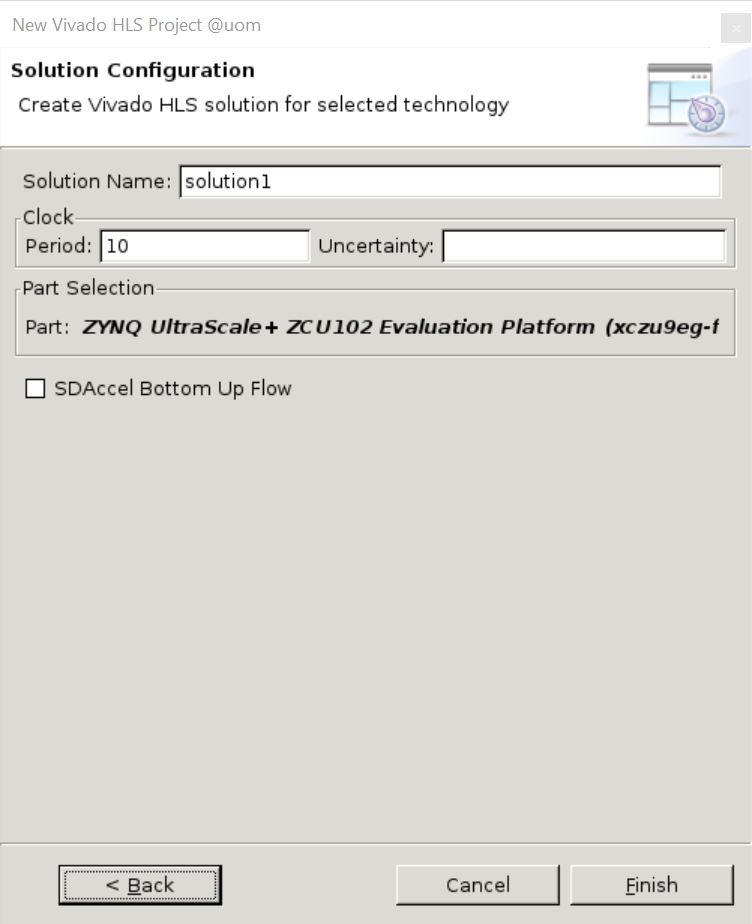 New Vivado HLS Project @uom
Solution Configuration
Create Vivado HLS solution for selected technology
Solution Name: solution1
Clock
Period: 10 Uncertainty:
Part Selection
Part: ZYNQ UltraScale+ ZCU102 Evaluation Platform (xczu9eg-f
SDAccel Bottom Up Flow
< Back Cancel Finish